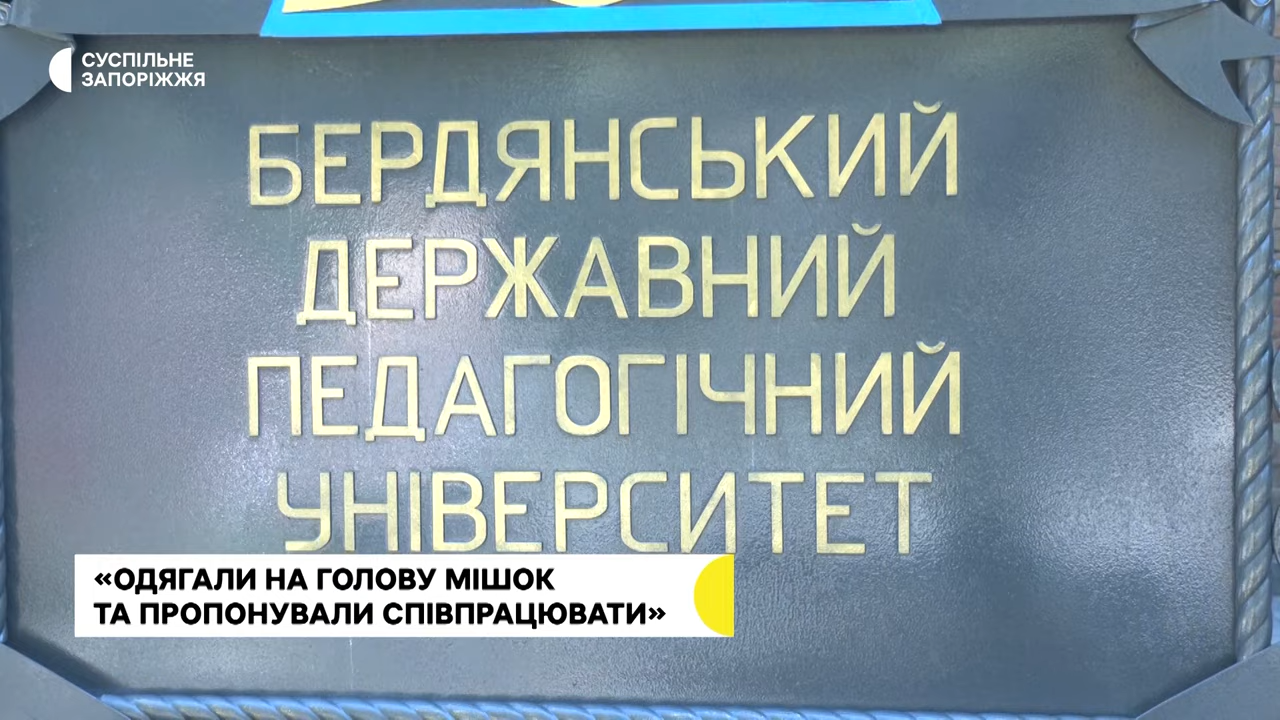 СУСПІЛЬНЕ
ЗАПОРІЖЖЯ
БЕРДЯНСЬКИЙ
ДЕРЖАВНИЙ
ПЕДАГОГІЧНИЙ
УНІВЕРСИТЕТ
«ОДЯГАЛИ НА ГОЛОВУ МІШОК
ТА ПРОПОНУВАЛИ СПІВПРАЦЮВАТИ»